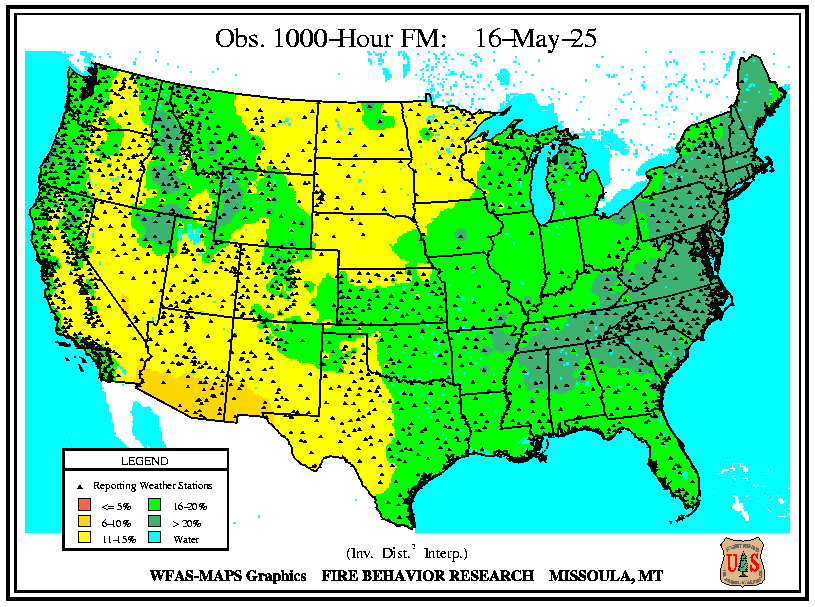 Obs. 1000-Hour FM: 16-May-25
LEGEND
Reporting Weather Stations
<= 5% 16-20%
6-10% > 20%
11-15% Water
(Inv. Dist.² Interp.)
WFAS-MAPS Graphics FIRE BEHAVIOR RESEARCH MISSOULA, MT
U S